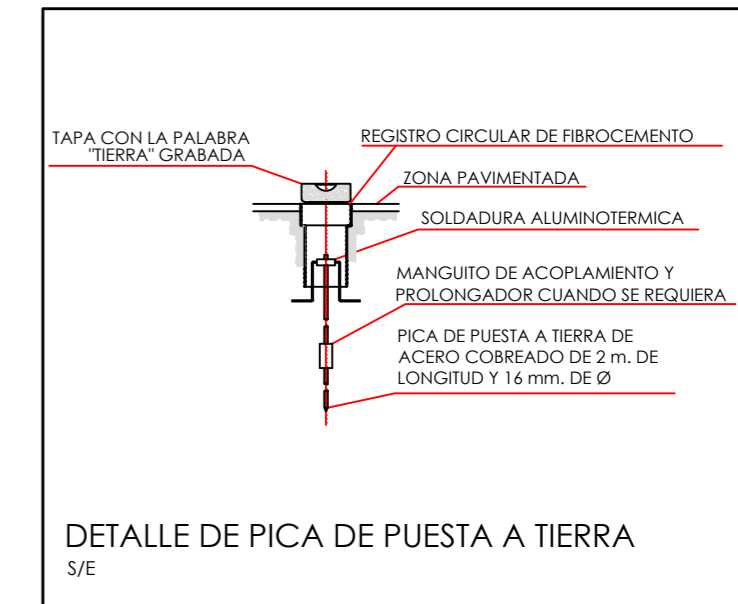 TAPA CON LA PALABRA
"TIERRA" GRABADA
REGISTRO CIRCULAR DE FIBROCEMENTO
ZONA PAVIMENTADA
SOLDADURA ALUMINOTERMICA
MANGUITO DE ACOPLAMIENTO Y
PROLONGADOR CUANDO SE REQUIERA
PICA DE PUESTA A TIERRA DE
ACERO COBREADO DE 2 m. DE
LONGITUD Y 16 mm. DE Ø
DETALLE DE PICA DE PUESTA A TIERRA
S/E